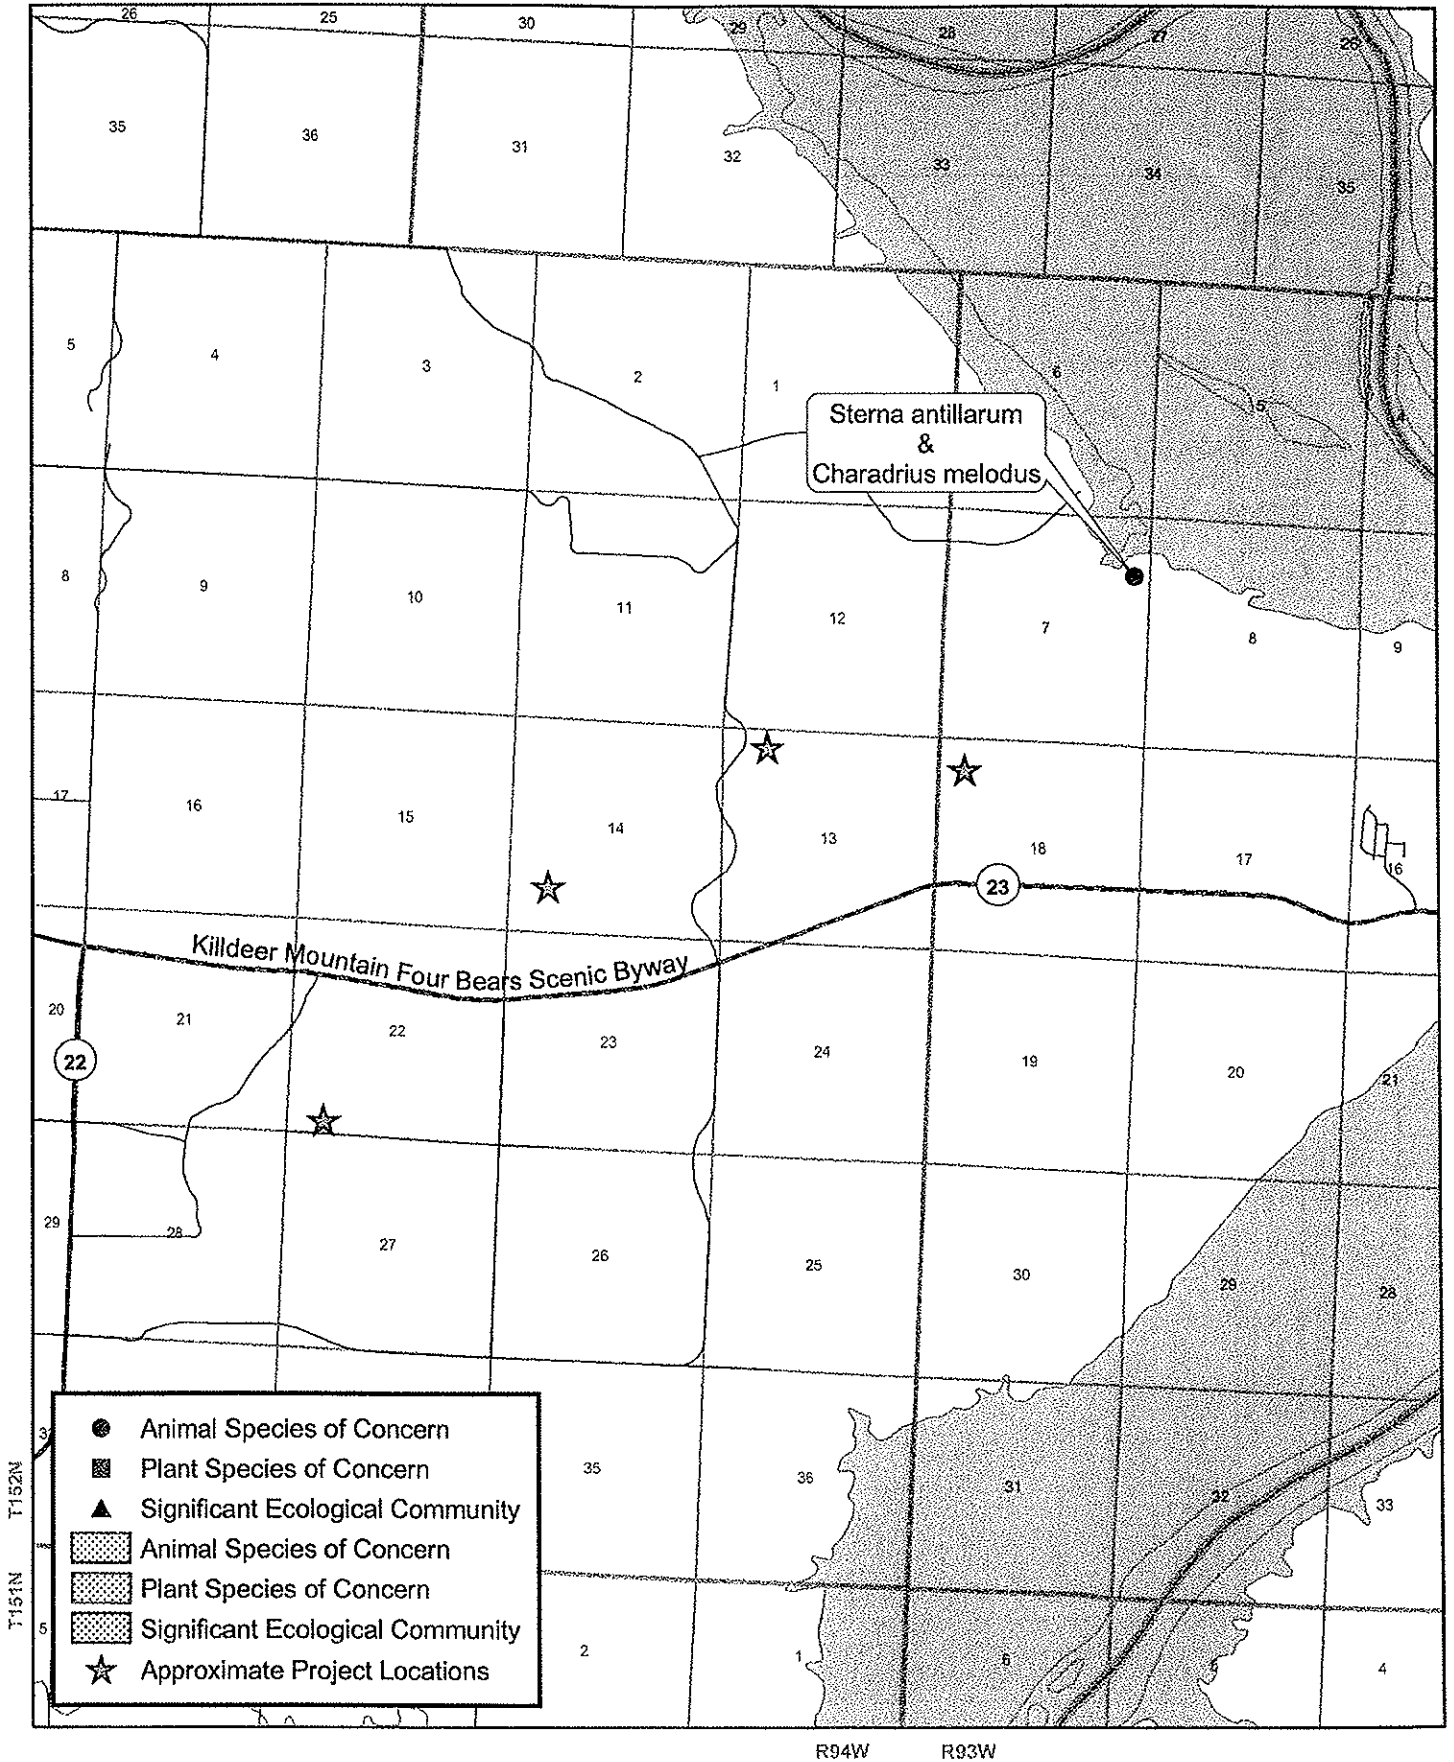 26 25 30 29 28 27 26
35 36 31 32 33 34 35
5 4 3 2 1 6 5 4
Sterna antillarum
&
Charadrius melodus
8 9 10 11 12 7 8 9
17 16 15 14 13 18 17 16
23
Killdeer Mountain Four Bears Scenic Byway
20 21 22 23 24 19 20 21
22
29 28 27 26 25 30 29 28
35 36 31 32 33
5 2 1 6 4
Animal Species of Concern
Plant Species of Concern
Significant Ecological Community
Animal Species of Concern
Plant Species of Concern
Significant Ecological Community
Approximate Project Locations
T152N
T151N
R94W R93W